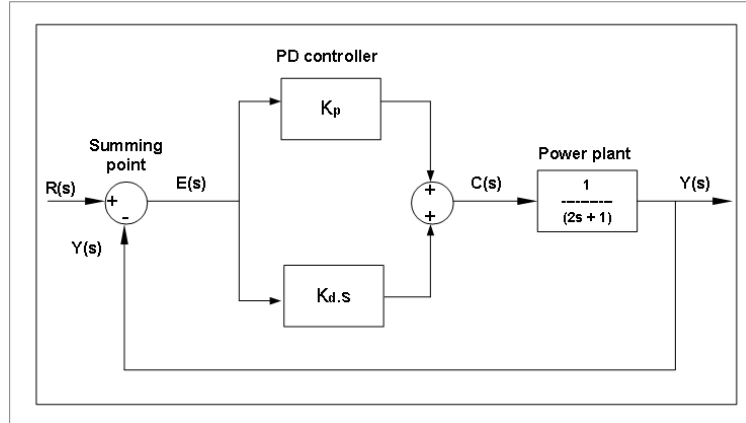 PD controller
Kp
Summing
point
Power plant
R(s)
E(s)
C(s)
Y(s)
+
-
+
+
1
----------
(2s + 1)
Y(s)
Kd.S